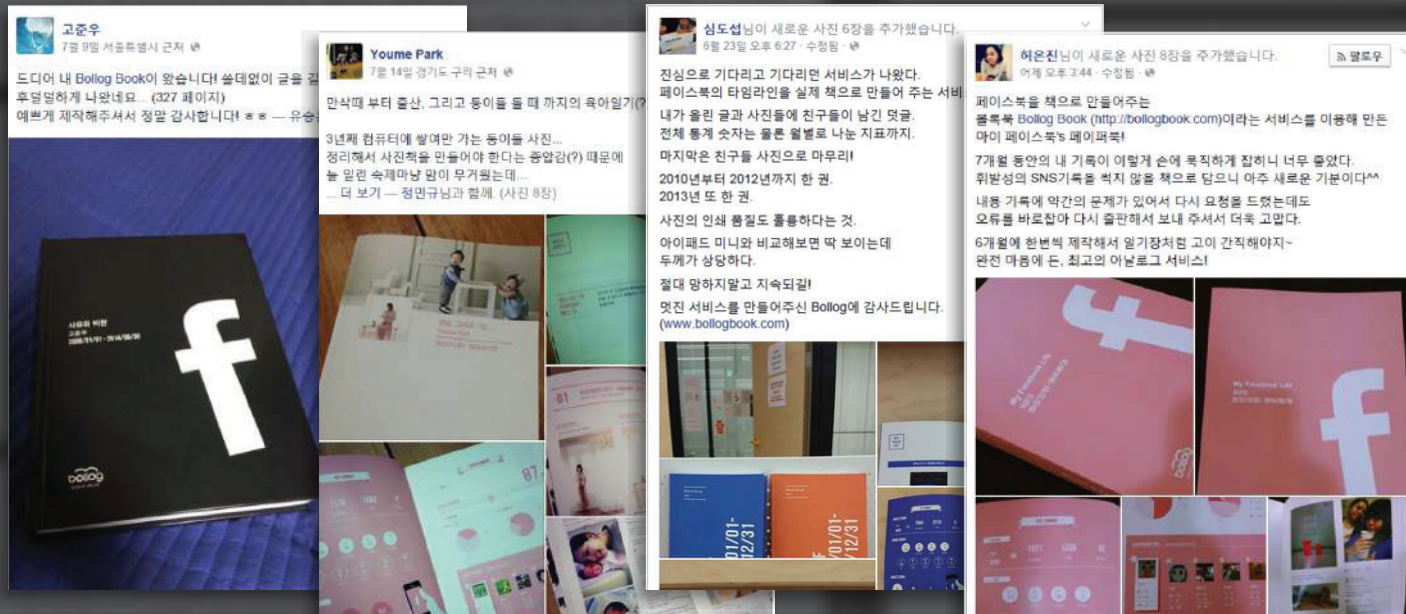 고준우
7월 9일 서울특별시 근처
드디어 내 Bollog Book이 왔습니다! 쓸데없이 글을 길
후덜덜하게 나왔네요... (327 페이지)
예쁘게 제작해주셔서 정말 감사합니다! ㅎㅎ — 유승
고준우
f
bollog
Youme Park
7월 14일 경기도 구리 근처
만삭때 부터 출산, 그리고 둥이들 돌 때 까지의 육아일기(?
3년째 컴퓨터에 쌓여만 가는 둥이들 사진...
정리해서 사진책을 만들어야 한다는 중압감(?) 때문에
늘 밀린 숙제마냥 맘이 무거웠는데...
... 더 보기 — 정민규님과 함께. (사진 8장)
Youme Park
01
87
심도섭님이 새로운 사진 6장을 추가했습니다.
6월 23일 오후 6:27 · 수정됨 ·
진심으로 기다리고 기다리던 서비스가 나왔다.
페이스북의 타임라인을 실제 책으로 만들어 주는 서비
내가 올린 글과 사진들에 친구들이 남긴 덧글.
전체 통계 숫자는 물론 월별로 나눈 지표까지.
마지막은 친구들 사진으로 마무리!
2010년부터 2012년까지 한 권.
2013년 또 한 권.
사진의 인쇄 품질도 훌륭하다는 것.
아이패드 미니와 비교해보면 딱 보이는데
두께가 상당하다.
절대 망하지말고 지속되길!
멋진 서비스를 만들어주신 Bollog에 감사드립니다.
(www.bollogbook.com)
01/01-
12/31
01/01-
12/31
허은진님이 새로운 사진 8장을 추가했습니다.
어제 오후 3:44 · 수정됨 ·
팔로우
페이스북을 책으로 만들어주는
볼록북 Bollog Book (http://bollogbook.com)이라는 서비스를 이용해 만든
마이 페이스북's 페이퍼북!
7개월 동안의 내 기록이 이렇게 손에 묵직하게 잡히니 너무 좋았다.
휘발성의 SNS기록을 썩지 않을 책으로 담으니 아주 새로운 기분이다^^
내용 기록에 약간의 문제가 있어서 다시 요청을 드렸는데도
오류를 바로잡아 다시 출판해서 보내 주셔서 더욱 고맙다.
6개월에 한번씩 제작해서 일기장처럼 고이 간직해야지~
완전 마음에 든, 최고의 아날로그 서비스!
My Facebook Life
f
My Facebook Life
f